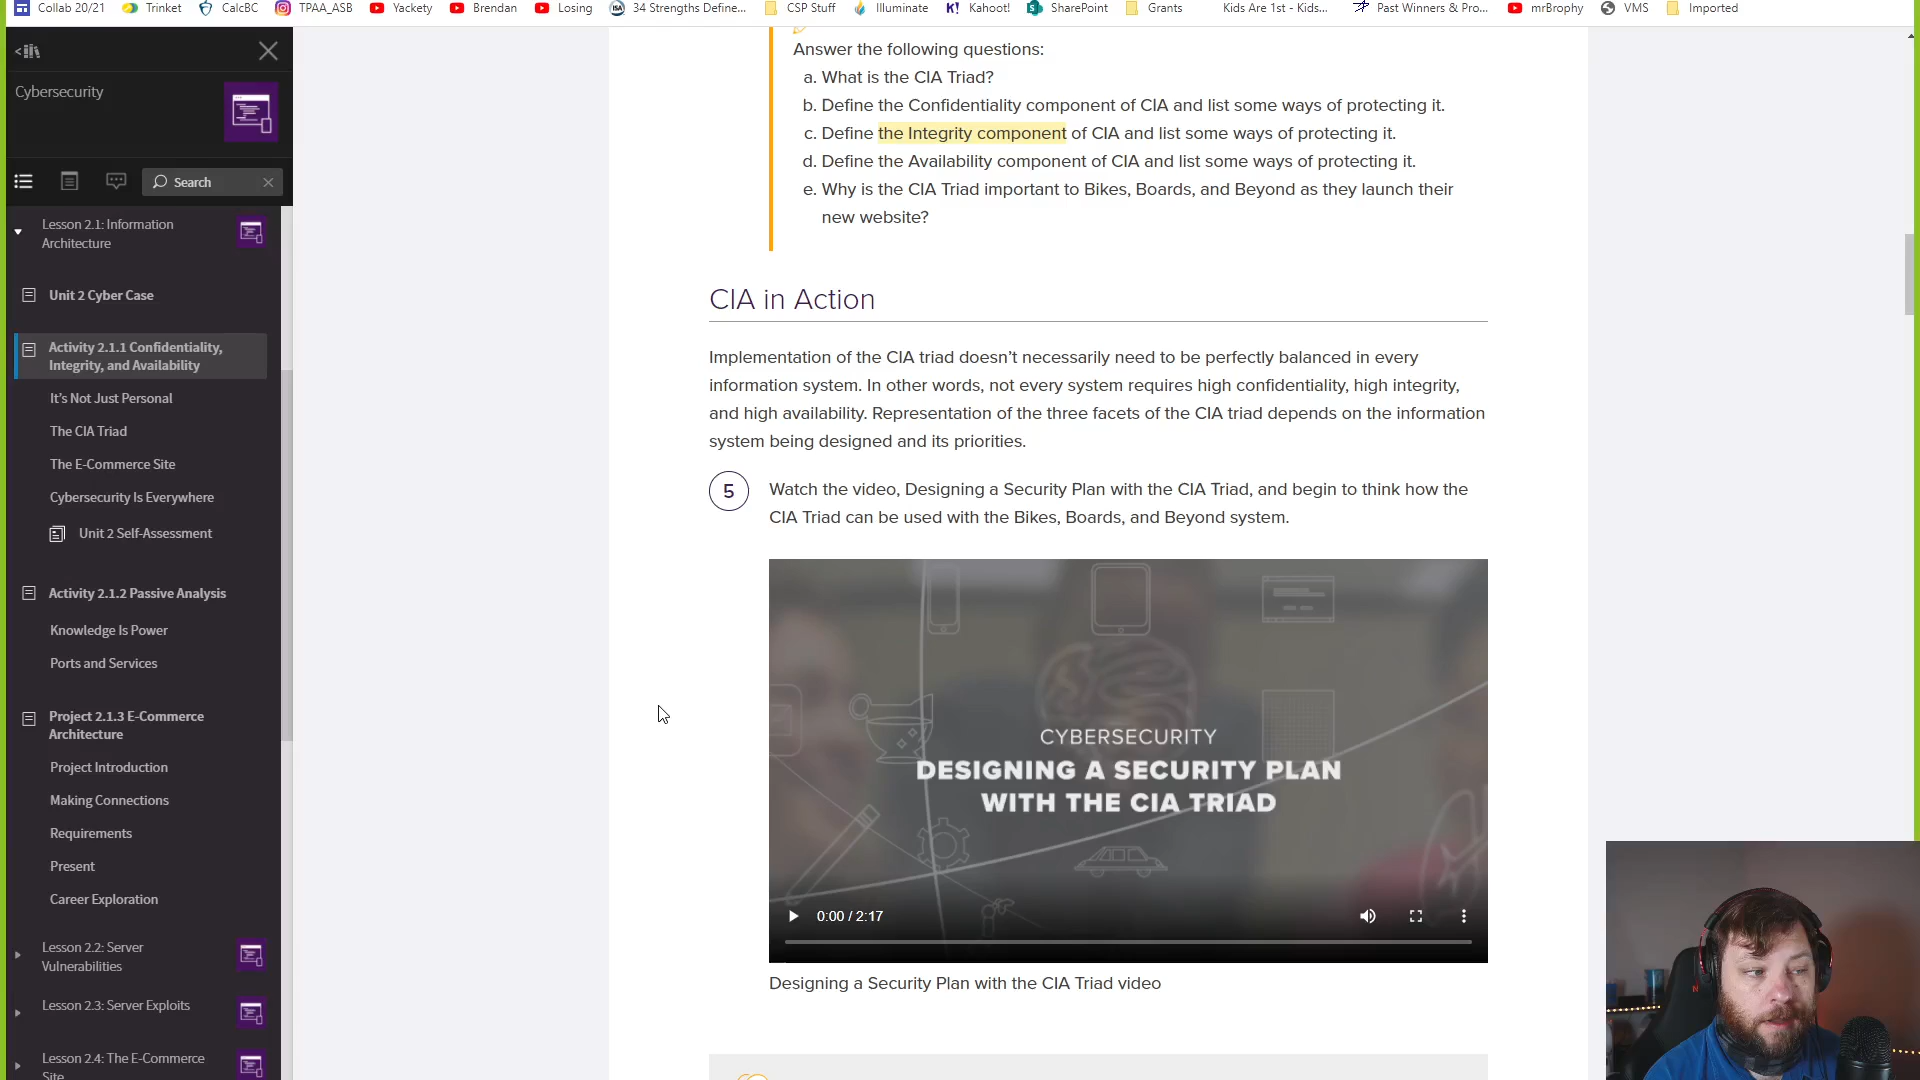 Collab 20/21 Trinket CalcBC TPAA_ASB Yackety Brendan Losing 34 Strengths Define... CSP Stuff Illuminate Kahoot! SharePoint Grants Kids Are 1st - Kids... Past Winners & Pro... mrBrophy VMS Imported
Cybersecurity
Search
Lesson 2.1: Information
Architecture
Unit 2 Cyber Case
Activity 2.1.1 Confidentiality,
Integrity, and Availability
It's Not Just Personal
The CIA Triad
The E-Commerce Site
Cybersecurity Is Everywhere
Unit 2 Self-Assessment
Activity 2.1.2 Passive Analysis
Knowledge Is Power
Ports and Services
Project 2.1.3 E-Commerce
Architecture
Project Introduction
Making Connections
Requirements
Present
Career Exploration
Lesson 2.2: Server
Vulnerabilities
Lesson 2.3: Server Exploits
Lesson 2.4: The E-Commerce
Site
Answer the following questions:
a. What is the CIA Triad?
b. Define the Confidentiality component of CIA and list some ways of protecting it.
c. Define the Integrity component of CIA and list some ways of protecting it.
d. Define the Availability component of CIA and list some ways of protecting it.
e. Why is the CIA Triad important to Bikes, Boards, and Beyond as they launch their
new website?
CIA in Action
Implementation of the CIA triad doesn't necessarily need to be perfectly balanced in every
information system. In other words, not every system requires high confidentiality, high integrity,
and high availability. Representation of the three facets of the CIA triad depends on the information
system being designed and its priorities.
5 Watch the video, Designing a Security Plan with the CIA Triad, and begin to think how the
CIA Triad can be used with the Bikes, Boards, and Beyond system.
CYBERSECURITY
DESIGNING A SECURITY PLAN
WITH THE CIA TRIAD
0:00 / 2:17
Designing a Security Plan with the CIA Triad video